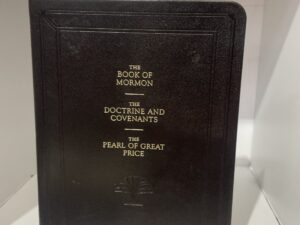 THE
BOOK OF
MORMON
THE
DOCTRINE AND
COVENANTS
THE
PEARL OF GREAT
PRICE